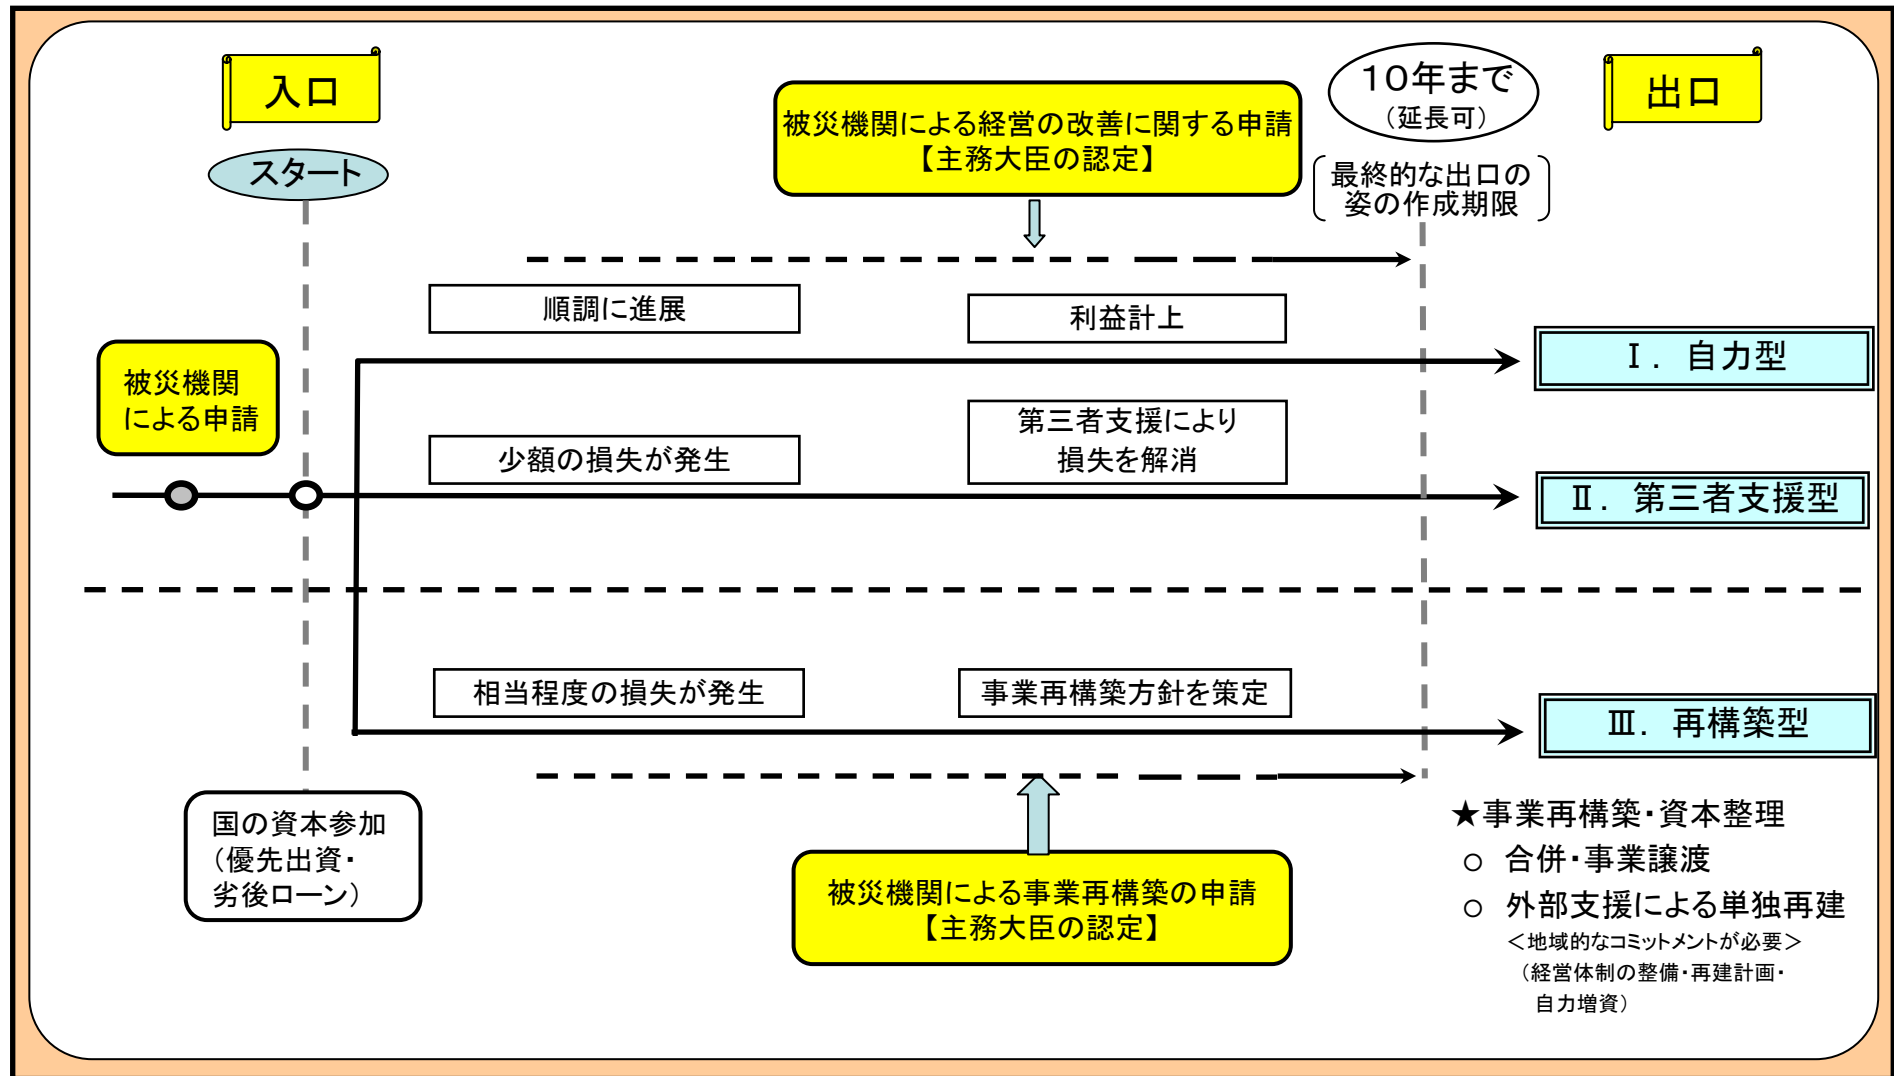 入口
出口
スタート
被災機関による経営の改善に関する申請
【主務大臣の認定】
１０年まで
（延長可）
最終的な出口の
姿の作成期限
順調に進展
利益計上
Ⅰ．自力型
被災機関
による申請
少額の損失が発生
第三者支援により
損失を解消
Ⅱ．第三者支援型
相当程度の損失が発生
事業再構築方針を策定
Ⅲ．再構築型
国の資本参加
（優先出資・
劣後ローン）
被災機関による事業再構築の申請
【主務大臣の認定】
★事業再構築・資本整理
○ 合併・事業譲渡
○ 外部支援による単独再建
＜地域的なコミットメントが必要＞
（経営体制の整備・再建計画・
自力増資）